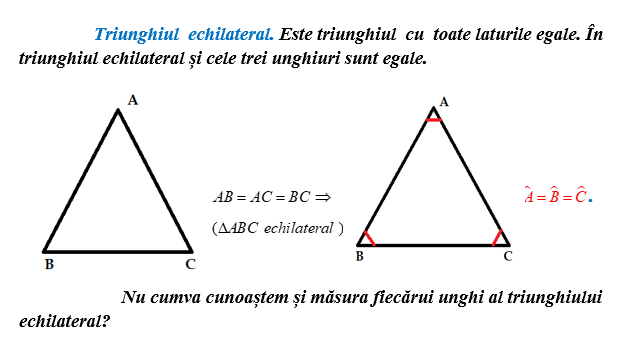 Triunghiul echilateral. Este triunghiul cu toate laturile egale. În
triunghiul echilateral și cele trei unghiuri sunt egale.
A
B
C
AB = AC = BC ⇒
(ΔABC echilateral )
A
B
C
Â = B̂ = Ĉ.
Nu cumva cunoaștem și măsura fiecărui unghi al triunghiului
echilateral?